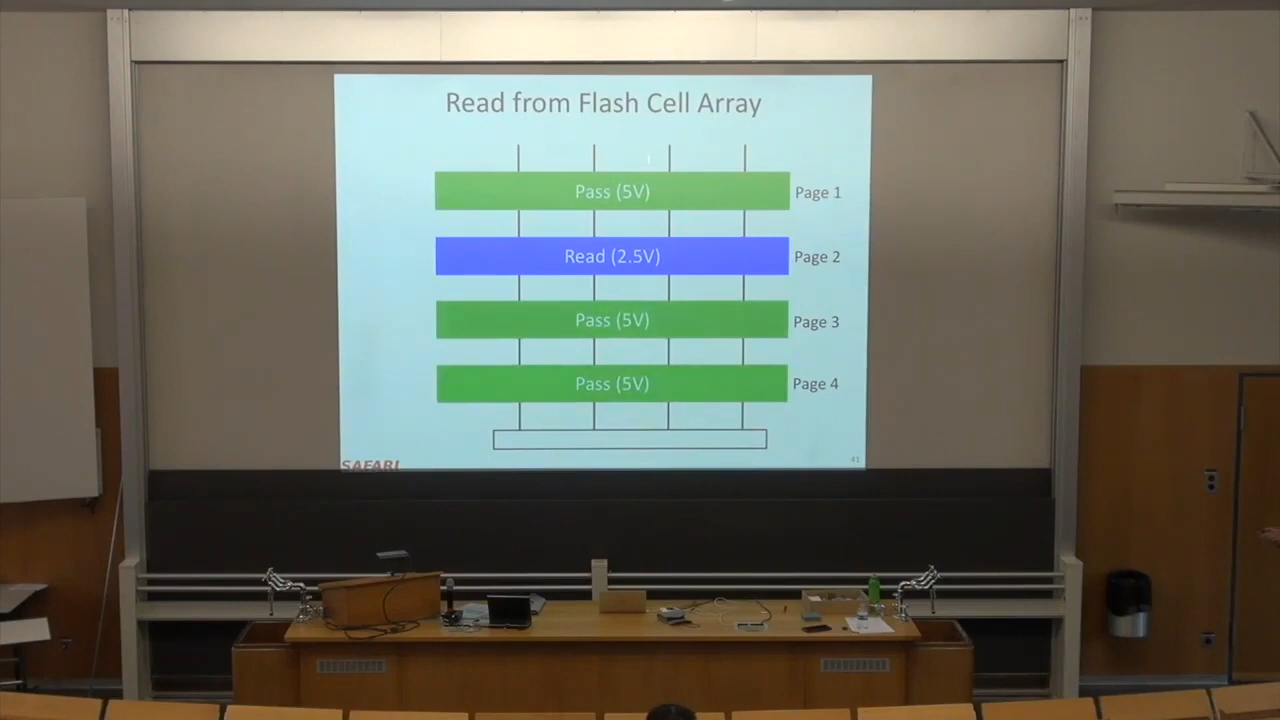 Read from Flash Cell Array
Pass (5V) Page 1
Read (2.5V) Page 2
Pass (5V) Page 3
Pass (5V) Page 4
SAFARI 41